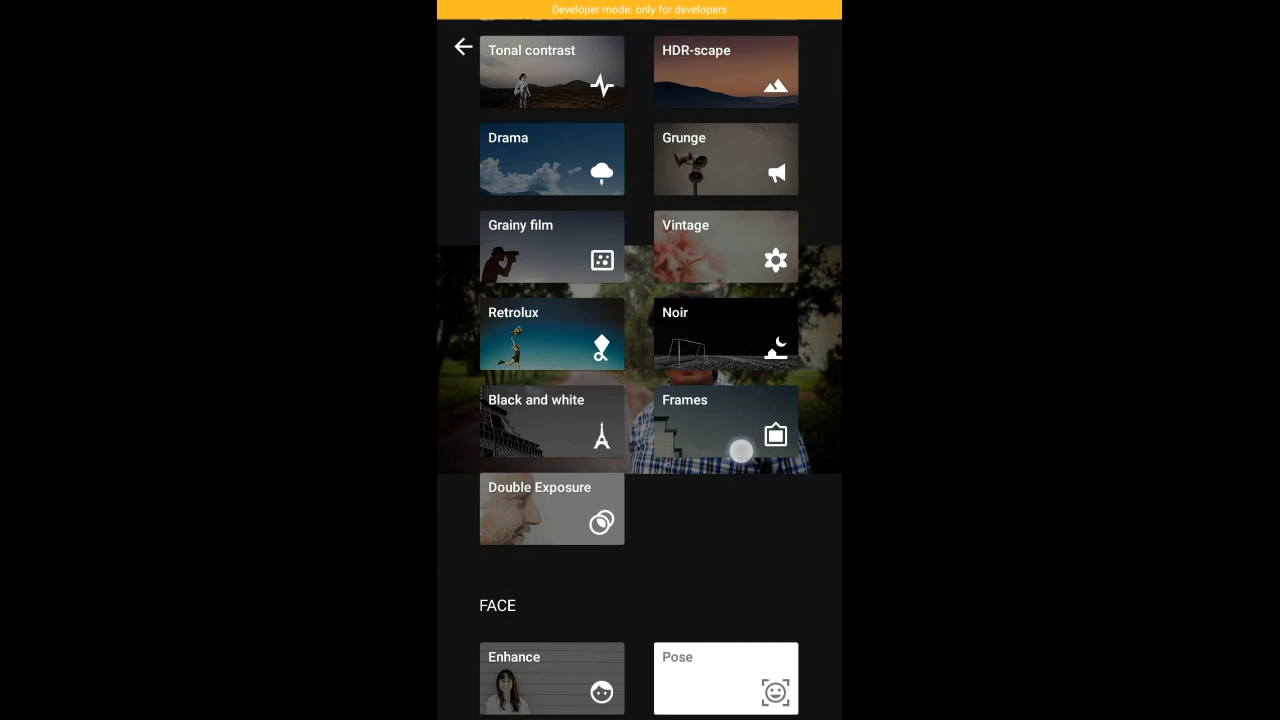 Developer mode: only for developers
Tonal contrast
HDR-scape
Drama
Grunge
Grainy film
Vintage
Retrolux
Noir
Black and white
Frames
Double Exposure
FACE
Enhance
Pose